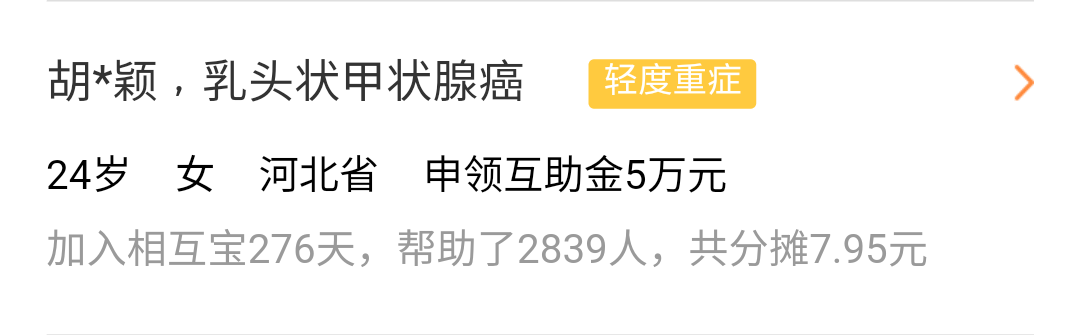 胡*颖，乳头状甲状腺癌 轻度重症
24岁 女 河北省 申领互助金5万元
加入相互宝276天，帮助了2839人，共分摊7.95元